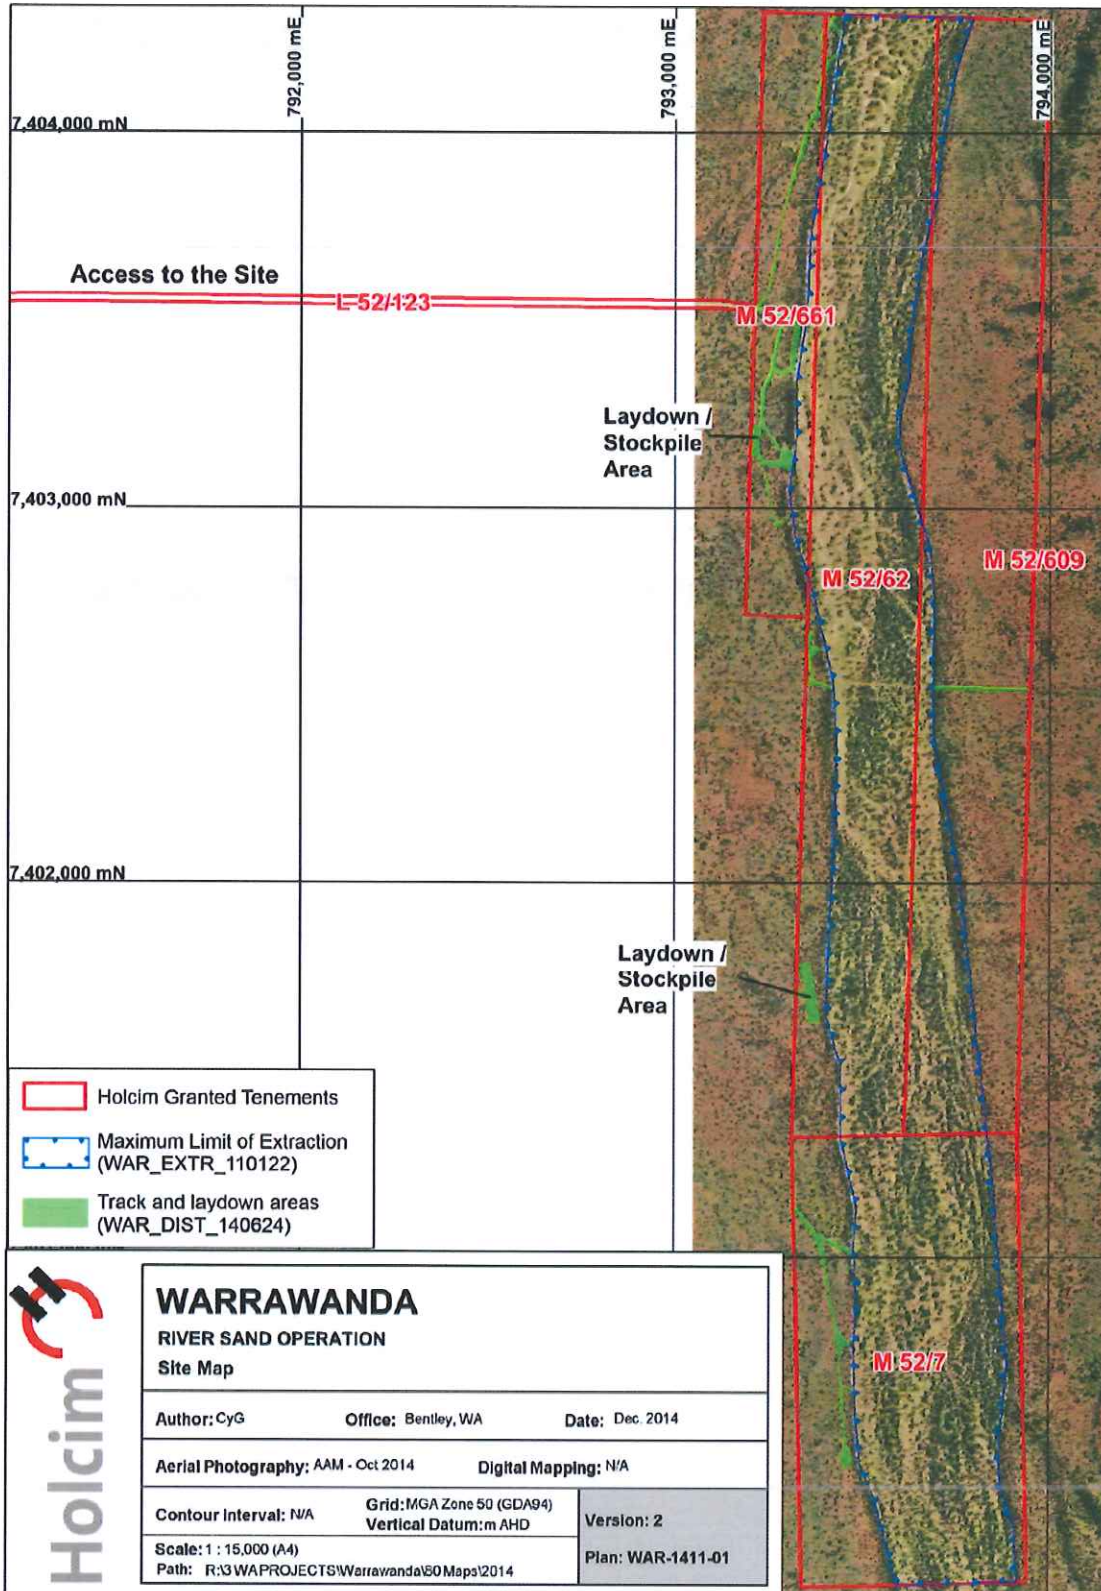 792,000 mE
793,000 mE
794,000 mE
7,404,000 mN
Access to the Site
L 52/123
M 52/661
Laydown /
Stockpile
Area
7,403,000 mN
M 52/609
M 52/62
7,402,000 mN
Laydown /
Stockpile
Area
Holcim Granted Tenements
Maximum Limit of Extraction
(WAR_EXTR_110122)
Track and laydown areas
(WAR_DIST_140624)
M 52/7
Holcim
WARRAWANDA
RIVER SAND OPERATION
Site Map
Author: CyG Office: Bentley, WA Date: Dec. 2014
Aerial Photography: AAM - Oct 2014 Digital Mapping: N/A
Contour Interval: N/A Grid: MGA Zone 50 (GDA94)
Vertical Datum: m AHD
Version: 2
Scale: 1 : 15,000 (A4)
Plan: WAR-1411-01
Path: R:\3 WAPROJECTS\Warrawanda\50 Maps\2014